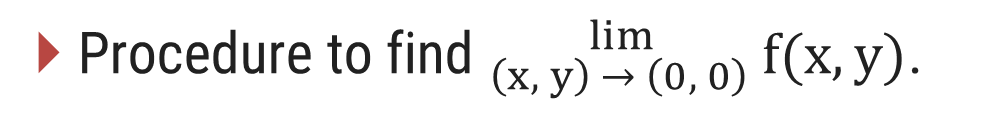 Procedure to find lim (x, y) → (0, 0) f(x, y).